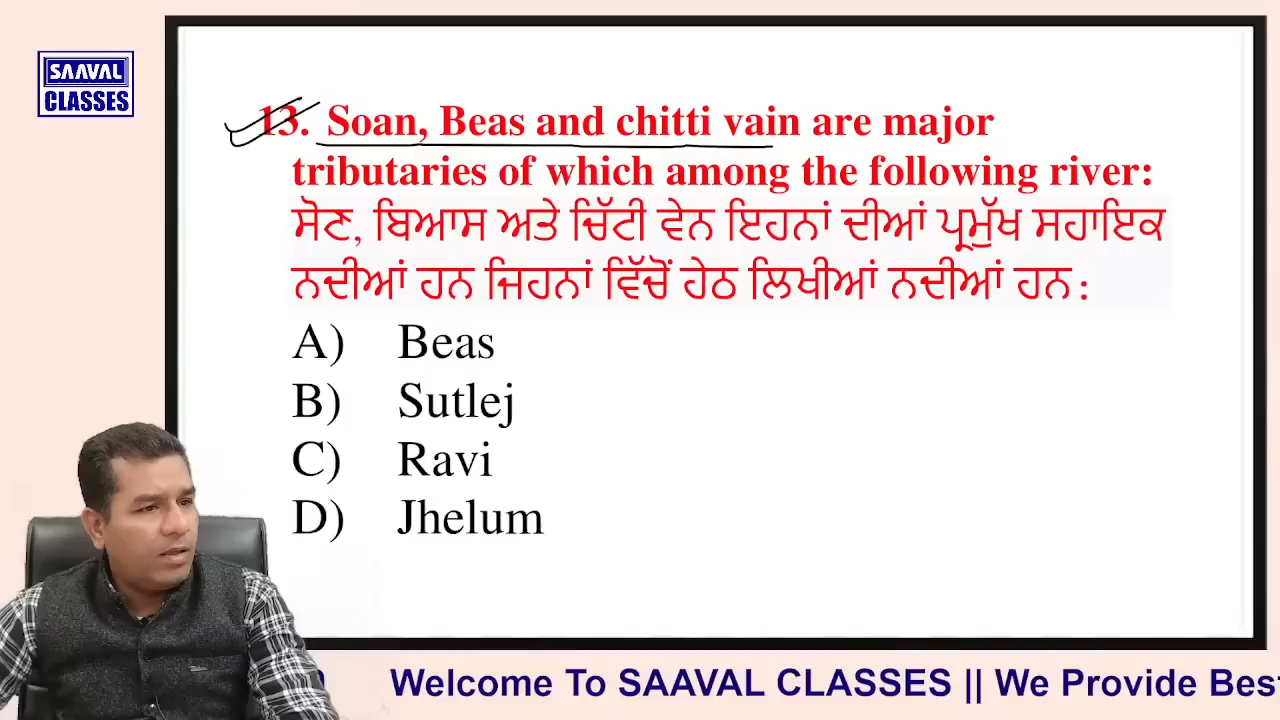 SAAVAL
CLASSES
13. Soan, Beas and chitti vain are major
tributaries of which among the following river:
ਸੋਣ, ਬਿਆਸ ਅਤੇ ਚਿੱਟੀ ਵੇਨ ਇਹਨਾਂ ਦੀਆਂ ਪ੍ਰਮੁੱਖ ਸਹਾਇਕ
ਨਦੀਆਂ ਹਨ ਜਿਹਨਾਂ ਵਿੱਚੋਂ ਹੇਠ ਲਿਖੀਆਂ ਨਦੀਆਂ ਹਨ:
A) Beas
B) Sutlej
C) Ravi
D) Jhelum
Welcome To SAAVAL CLASSES || We Provide Best